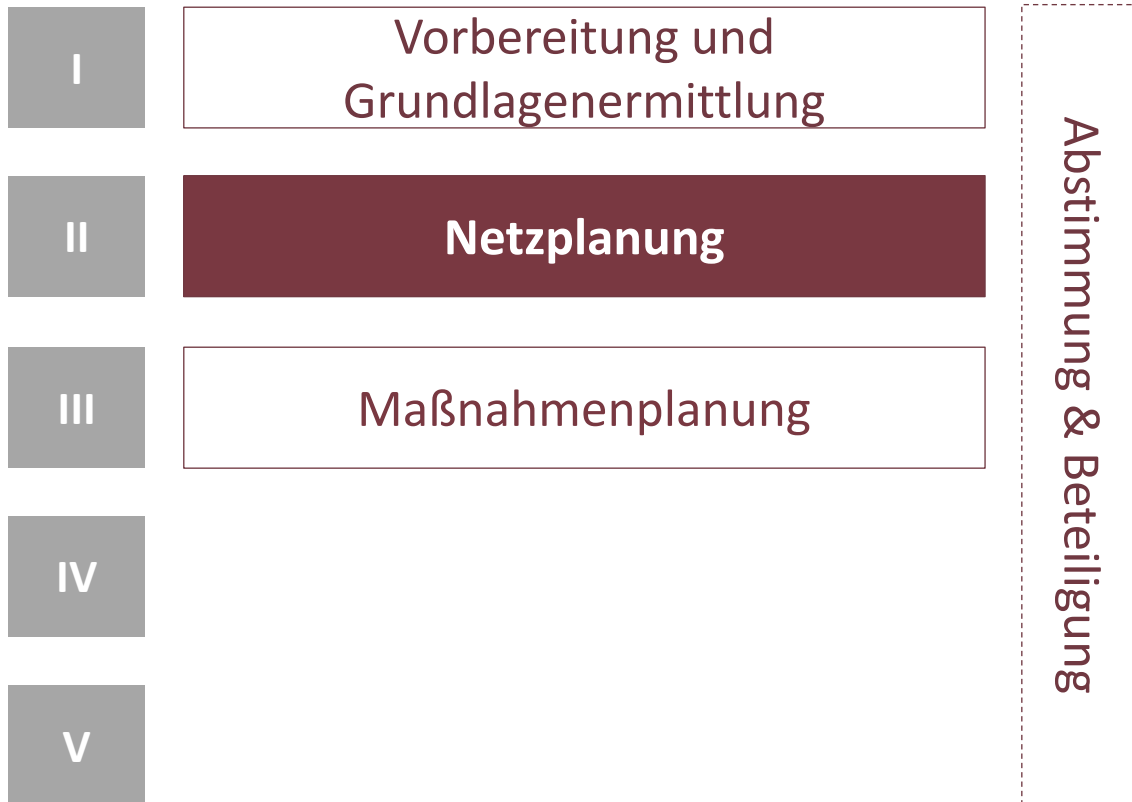 I
Vorbereitung und
Grundlagenermittlung
II
Netzplanung
III
Maßnahmenplanung
IV
V
Abstimmung & Beteiligung